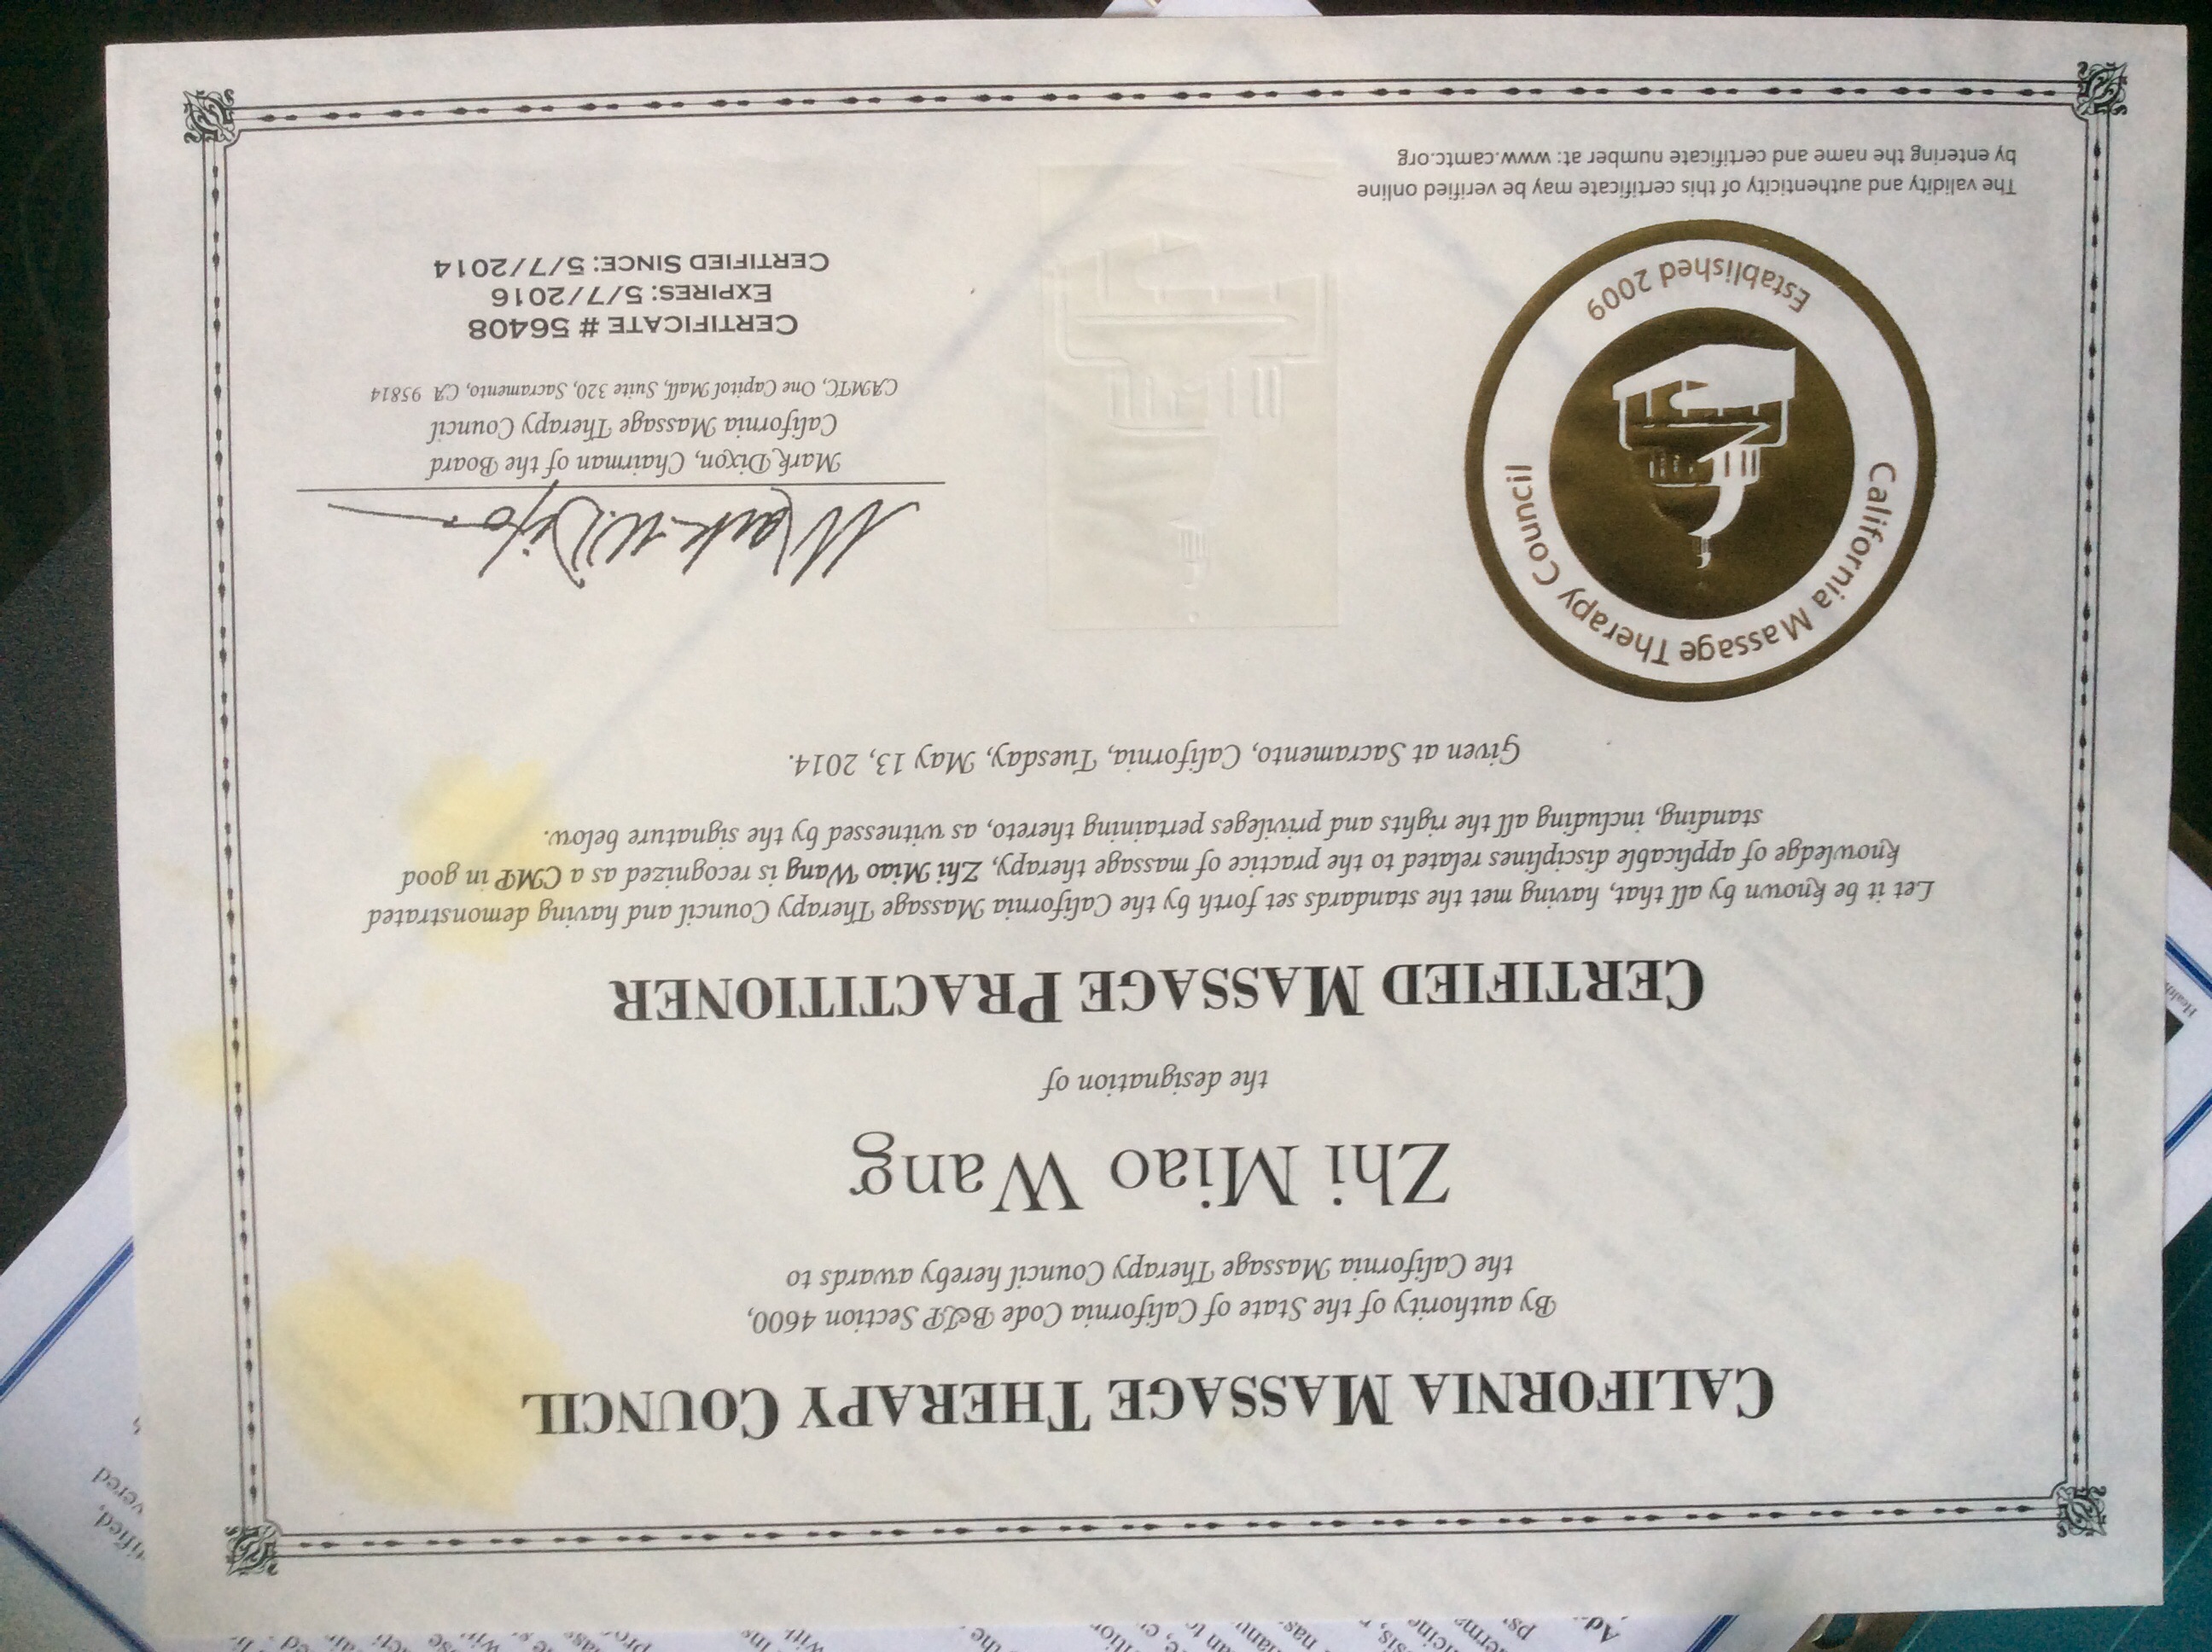 CALIFORNIA MASSAGE THERAPY COUNCIL
By authority of the State of California Code B&P Section 4600,
the California Massage Therapy Council hereby awards to
Zhi Miao Wang
the designation of
CERTIFIED MASSAGE PRACTITIONER
Let it be known by all that, having met the standards set forth by the California Massage Therapy Council and having demonstrated
knowledge of applicable disciplines related to the practice of massage therapy, Zhi Miao Wang is recognized as a CMP in good
standing, including all the rights and privileges pertaining thereto, as witnessed by the signature below.
Given at Sacramento, California, Tuesday, May 13, 2014.
California Massage Therapy Council
Established 2009
Mark W. Dixon
Mark Dixon, Chairman of the Board
California Massage Therapy Council
CAMTC, One Capitol Mall, Suite 320, Sacramento, CA 95814
CERTIFICATE # 56408
EXPIRES: 5/7/2016
CERTIFIED SINCE: 5/7/2014
The validity and authenticity of this certificate may be verified online
by entering the name and certificate number at: www.camtc.org